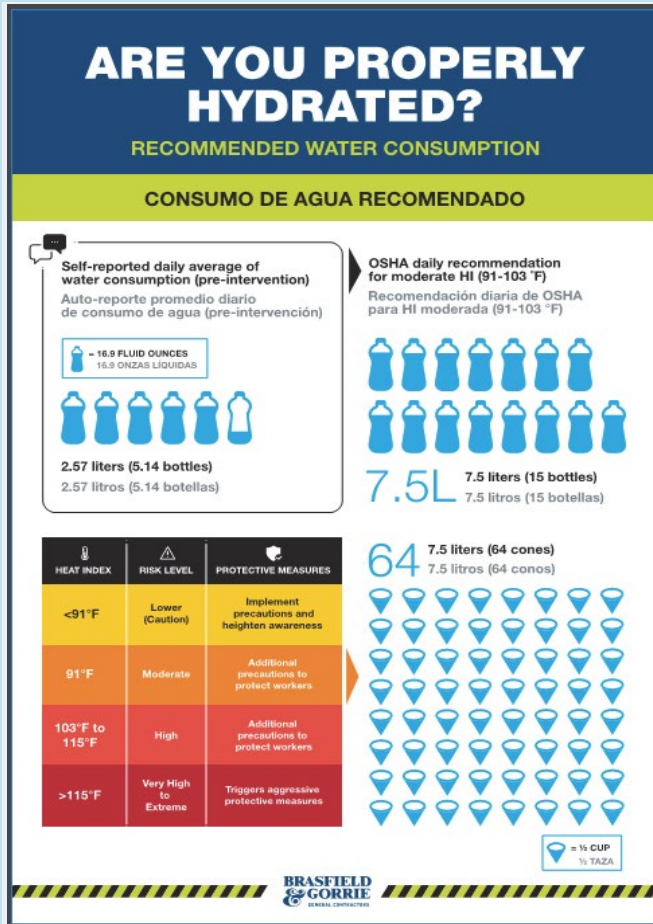 ARE YOU PROPERLY
HYDRATED?
RECOMMENDED WATER CONSUMPTION
CONSUMO DE AGUA RECOMENDADO
Self-reported daily average of
water consumption (pre-intervention)
Auto-reporte promedio diario
de consumo de agua (pre-intervención)
= 16.9 FLUID OUNCES
16.9 ONZAS LÍQUIDAS
2.57 liters (5.14 bottles)
2.57 litros (5.14 botellas)
OSHA daily recommendation
for moderate HI (91-103 °F)
Recomendación diaria de OSHA
para HI moderada (91-103 °F)
7.5L
7.5 liters (15 bottles)
7.5 litros (15 botellas)
HEAT INDEX
RISK LEVEL
PROTECTIVE MEASURES
<91°F
Lower
(Caution)
Implement
precautions and
heighten awareness
91°F
Moderate
Additional
precautions to
protect workers
103°F to
115°F
High
Additional
precautions to
protect workers
>115°F
Very High
to
Extreme
Triggers aggressive
protective measures
64
7.5 liters (64 cones)
7.5 litros (64 conos)
= ½ CUP
½ TAZA
BRASFIELD
& GORRIE
GENERAL CONTRACTORS